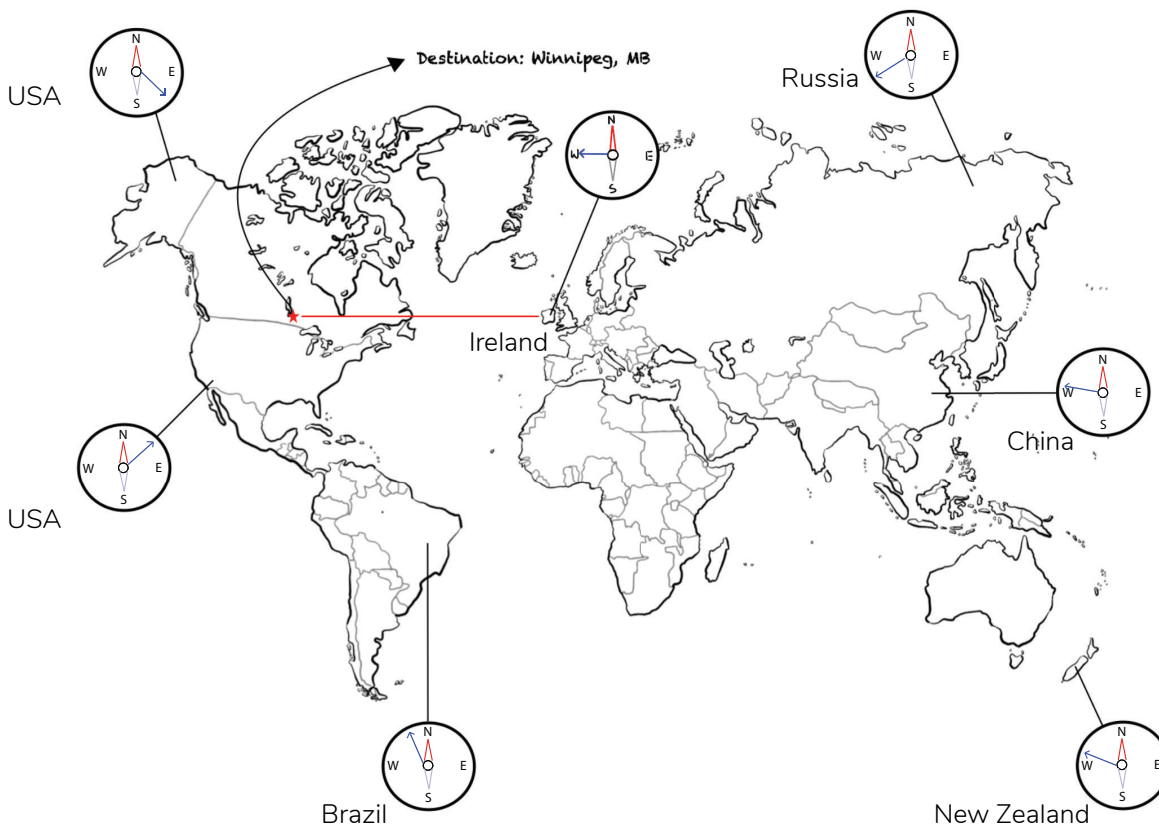 N
W E
S
USA
Destination: Winnipeg, MB
N
W E
S
Russia
N
W E
S
Ireland
N
W E
S
China
N
W E
S
USA
N
W E
S
Brazil
N
W E
S
New Zealand